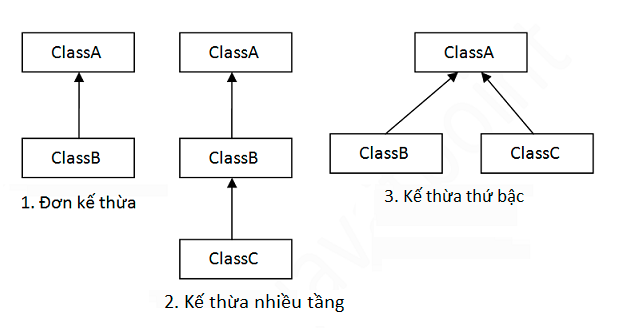 ClassA
ClassB
1. Đơn kế thừa
ClassA
ClassB
ClassC
2. Kế thừa nhiều tầng
ClassA
ClassB
ClassC
3. Kế thừa thứ bậc